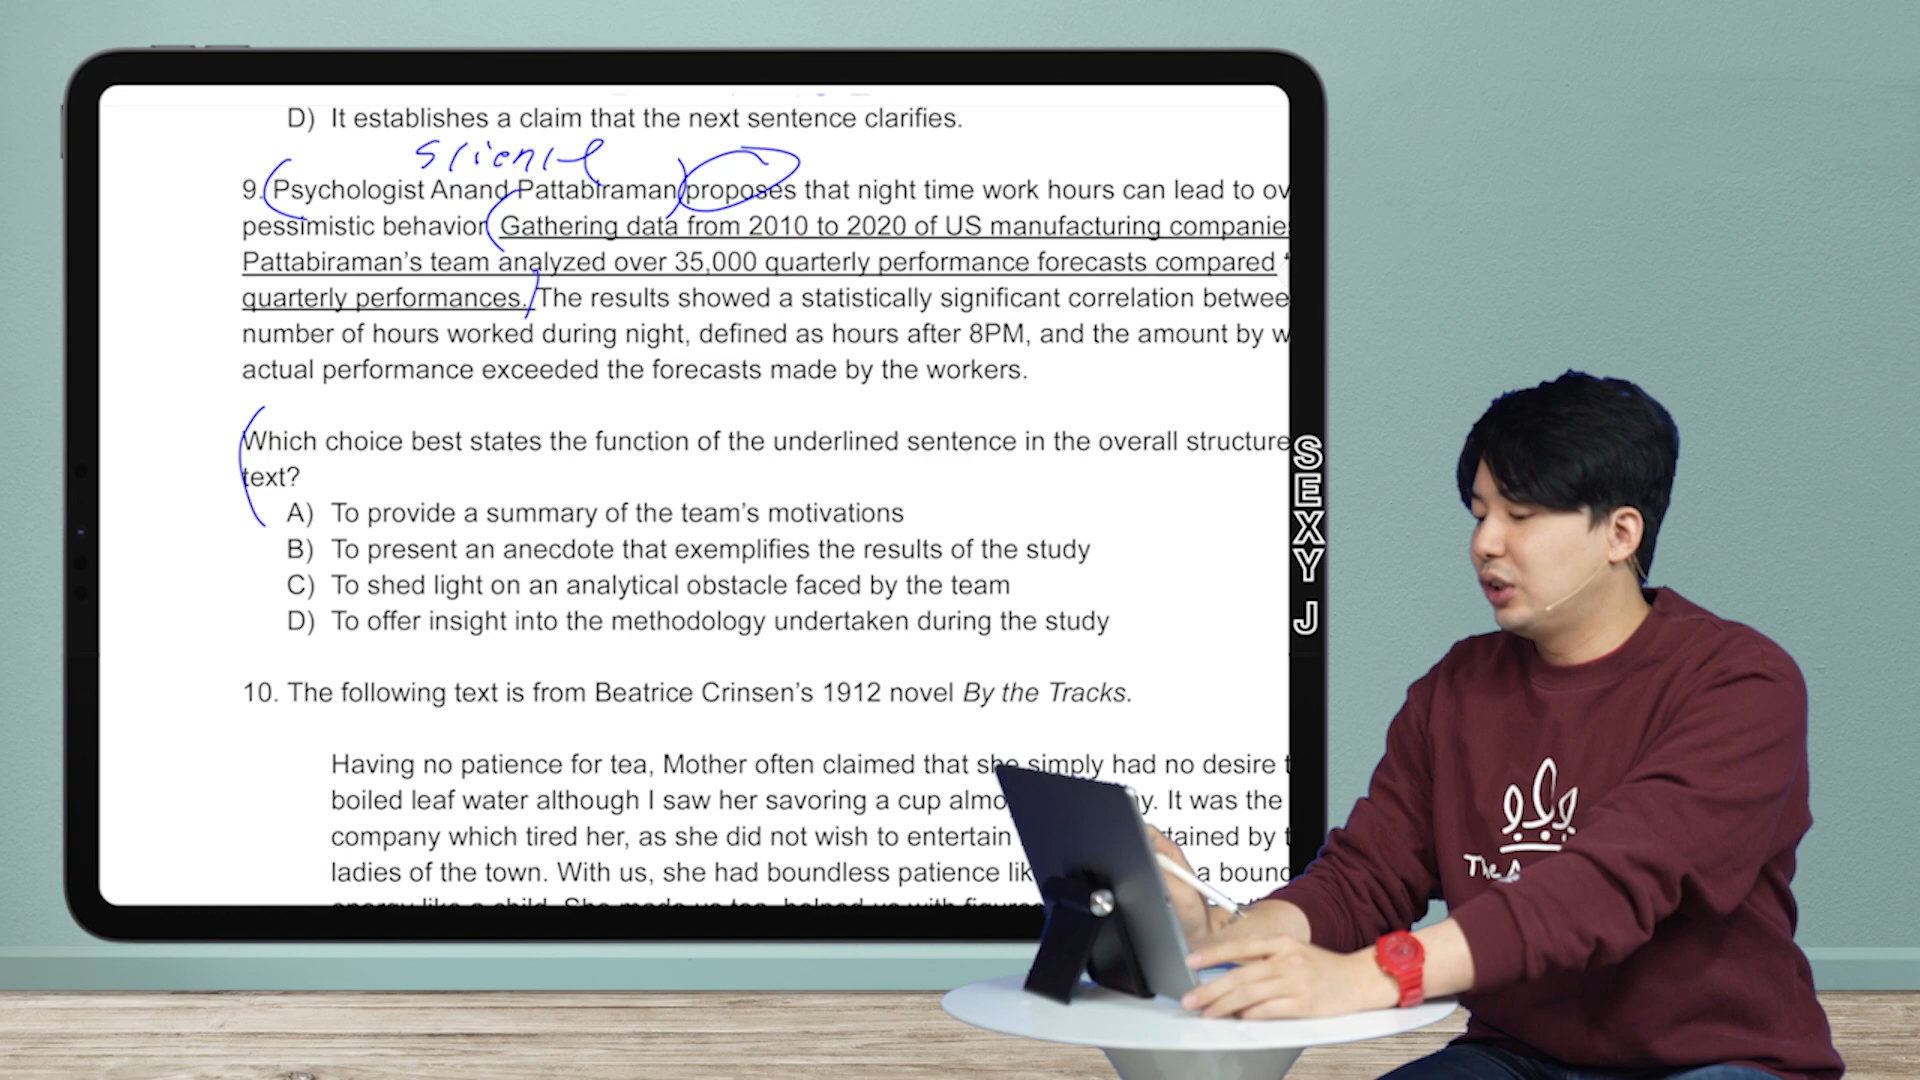 D) It establishes a claim that the next sentence clarifies.
science
9. Psychologist Anand Pattabiraman proposes that night time work hours can lead to
pessimistic behavior. Gathering data from 2010 to 2020 of US manufacturing
Pattabiraman's team analyzed over 35,000 quarterly performance forecasts compared
quarterly performances. The results showed a statistically significant correlation
number of hours worked during night, defined as hours after 8PM, and the amount by
actual performance exceeded the forecasts made by the workers.
Which choice best states the function of the underlined sentence in the overall structure
text?
A) To provide a summary of the team's motivations
B) To present an anecdote that exemplifies the results of the study
C) To shed light on an analytical obstacle faced by the team
D) To offer insight into the methodology undertaken during the study
10. The following text is from Beatrice Crinsen's 1912 novel By the Tracks.
Having no patience for tea, Mother often claimed that she simply had no desire
boiled leaf water although I saw her savoring a cup It was the
company which tired her, as she did not wish to entertain by
ladies of the town. With us, she had boundless patience a
SEXY J
The